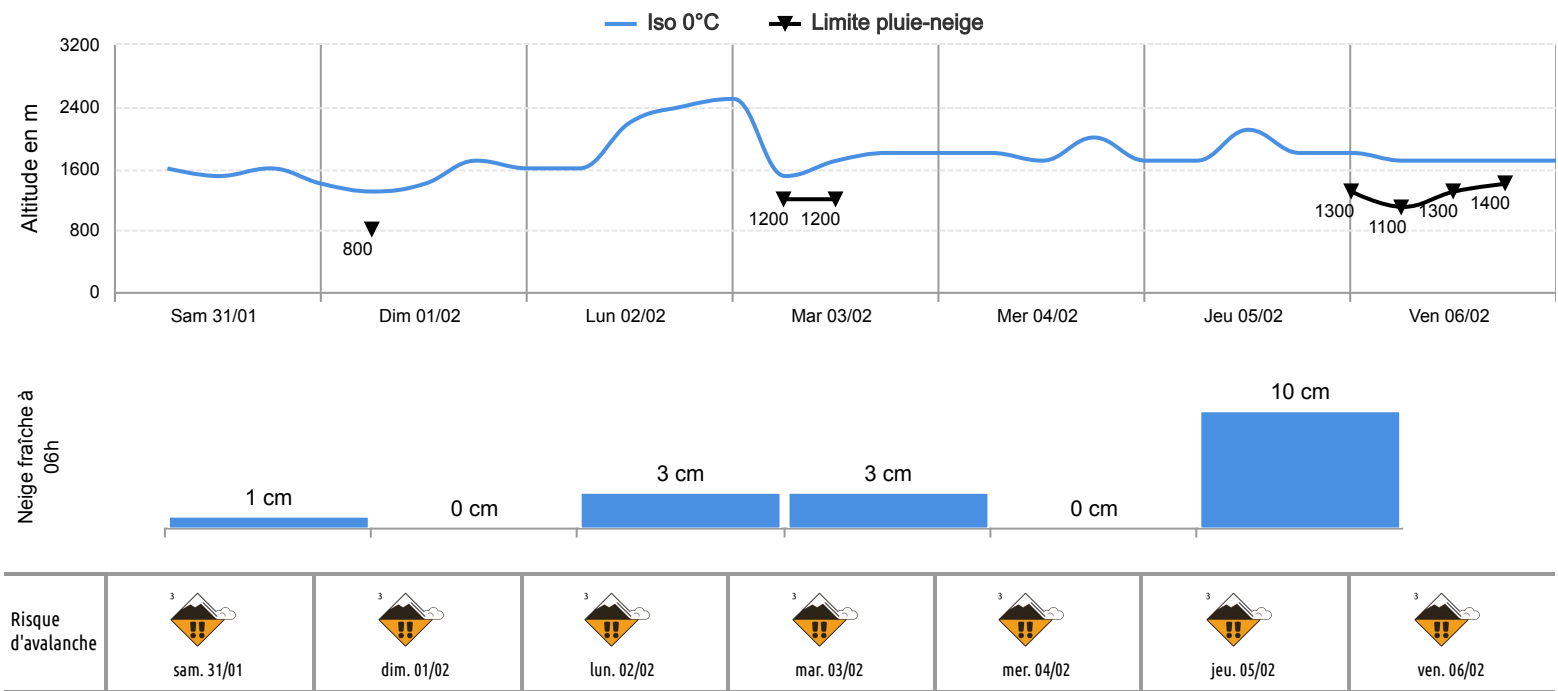 Iso 0°C Limite pluie-neige
3200
2400
1600
800
0
Altitude en m
800
1200 1200
1300
1100
1300
1400
Sam 31/01 Dim 01/02 Lun 02/02 Mar 03/02 Mer 04/02 Jeu 05/02 Ven 06/02
Neige fraîche à
06h
1 cm 0 cm 3 cm 3 cm 0 cm 10 cm
Risque
d'avalanche
3 3 3 3 3 3 3
!! !! !! !! !! !! !!
sam. 31/01 dim. 01/02 lun. 02/02 mar. 03/02 mer. 04/02 jeu. 05/02 ven. 06/02